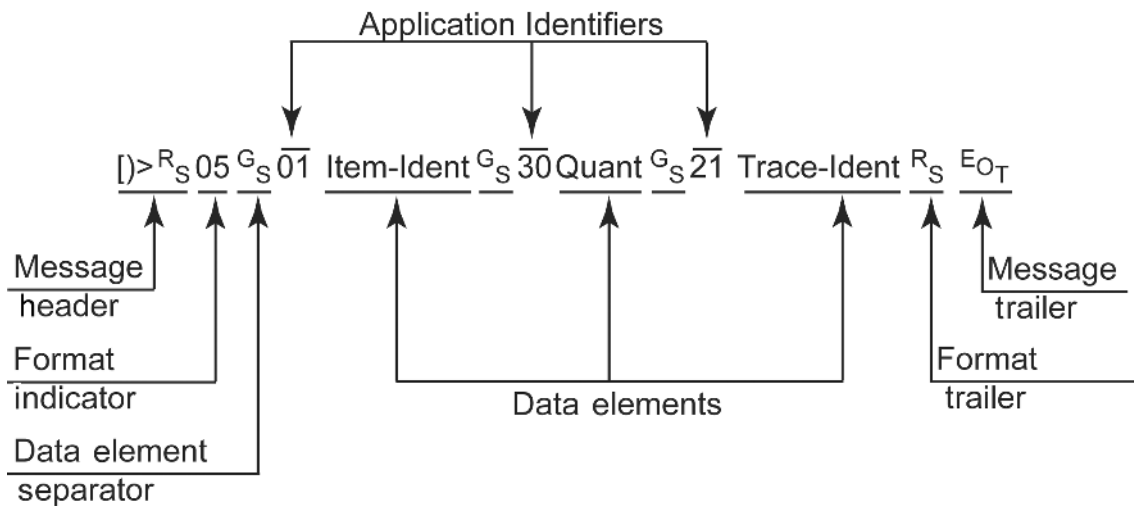 Application Identifiers
[)> RS 05 GS 01 Item-Ident GS 30 Quant GS 21 Trace-Ident RS EOT
Message
header
Message
trailer
Format
indicator
Format
trailer
Data elements
Data element
separator